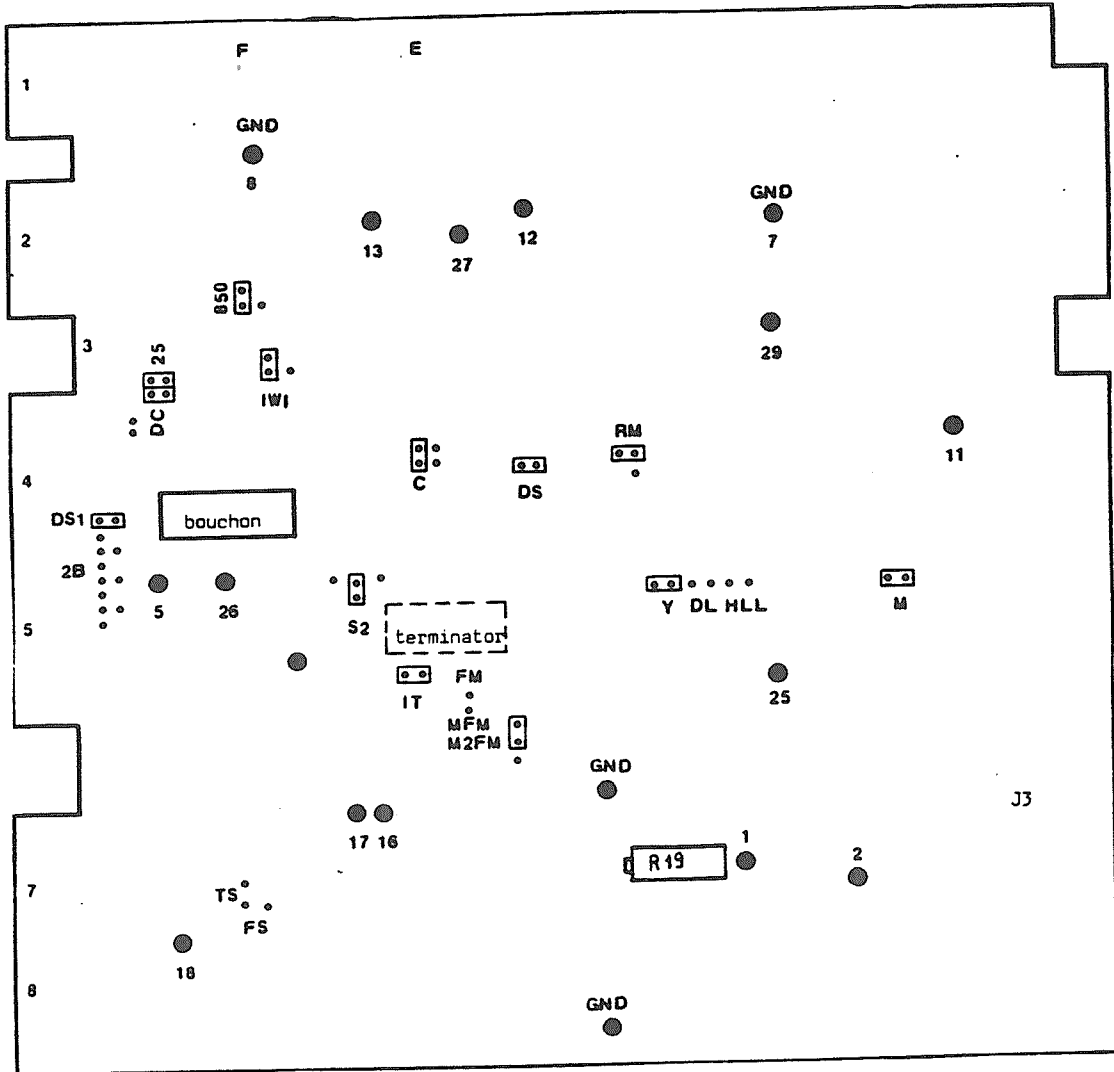 F E
1
GND
8
GND
2
13
27
12
7
850
3
25
29
IWI
DC
RM
11
4
C
DS
DS1
bouchon
2B
5
26
Y DL HLL
M
5
S2
terminator
IT
FM
25
MFM
M2FM
GND
J3
17 16
1
2
R19
7
TS
FS
18
8
GND